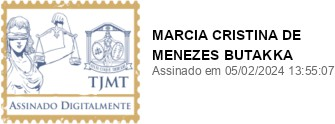 TJMT
ASSINADO DIGITALMENTE
MARCIA CRISTINA DE
MENEZES BUTAKKA
Assinado em 05/02/2024 13:55:07